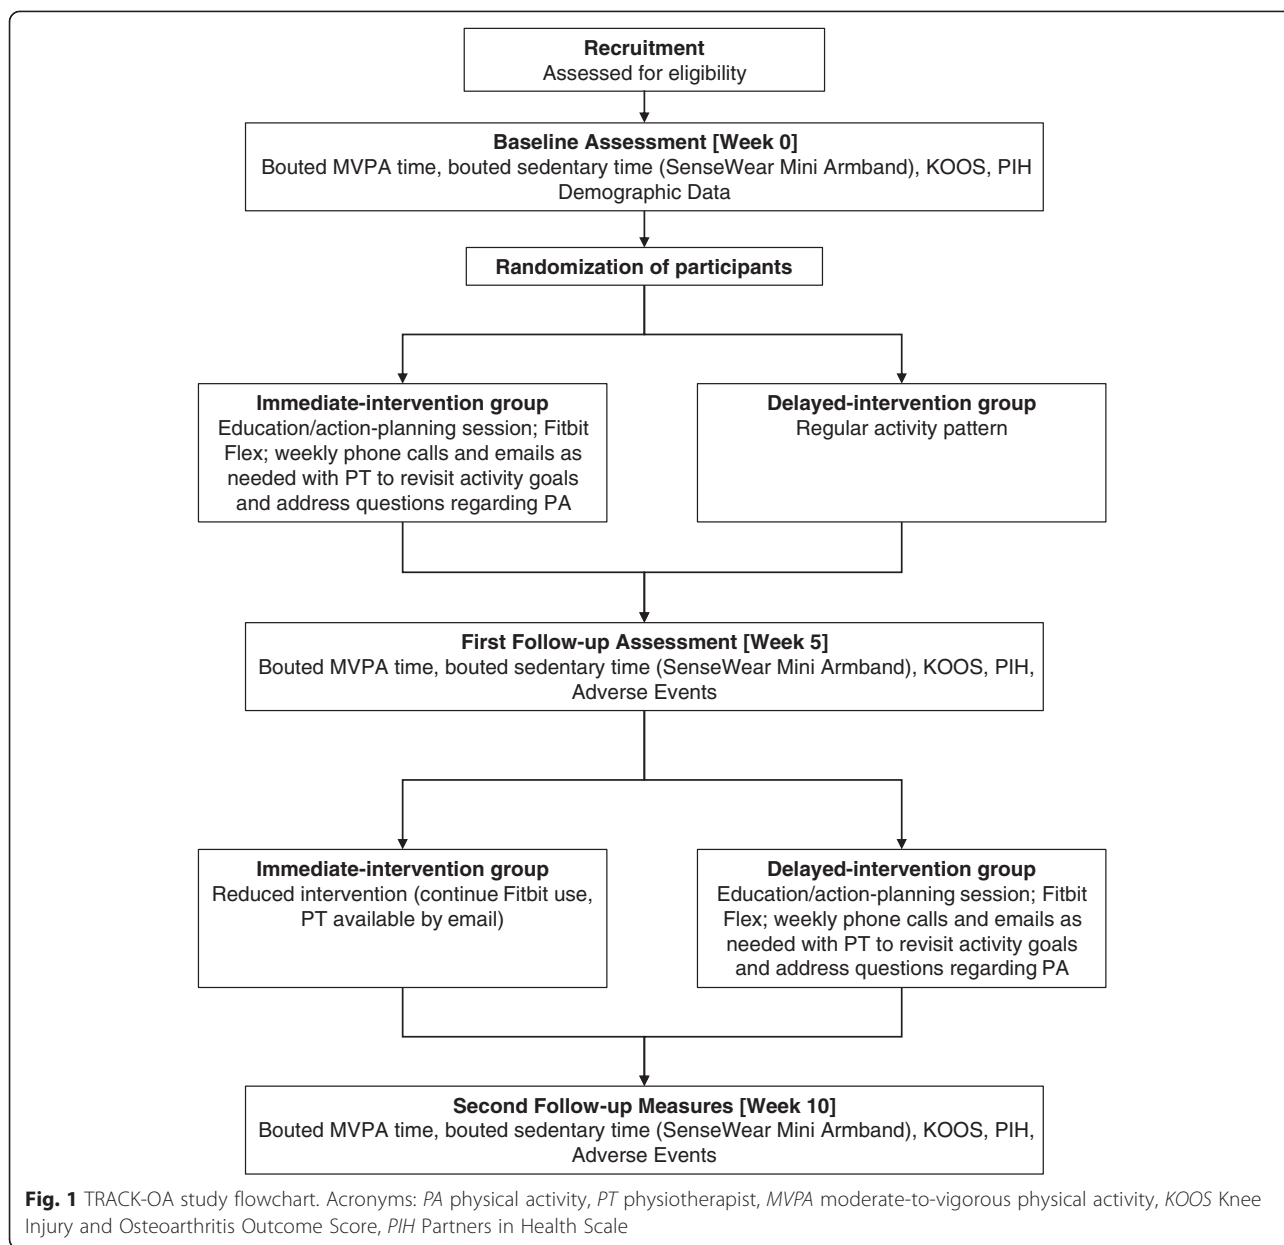 Recruitment
Assessed for eligibility
Baseline Assessment [Week 0]
Bouted MVPA time, bouted sedentary time (SenseWear Mini Armband), KOOS, PIH
Demographic Data
Randomization of participants
Immediate-intervention group
Education/action-planning session; Fitbit
Flex; weekly phone calls and emails as
needed with PT to revisit activity goals
and address questions regarding PA
Delayed-intervention group
Regular activity pattern
First Follow-up Assessment [Week 5]
Bouted MVPA time, bouted sedentary time (SenseWear Mini Armband), KOOS, PIH,
Adverse Events
Immediate-intervention group
Reduced intervention (continue Fitbit use,
PT available by email)
Delayed-intervention group
Education/action-planning session; Fitbit
Flex; weekly phone calls and emails as
needed with PT to revisit activity goals
and address questions regarding PA
Second Follow-up Measures [Week 10]
Bouted MVPA time, bouted sedentary time (SenseWear Mini Armband), KOOS, PIH,
Adverse Events
Fig. 1 TRACK-OA study flowchart. Acronyms: PA physical activity, PT physiotherapist, MVPA moderate-to-vigorous physical activity, KOOS Knee
Injury and Osteoarthritis Outcome Score, PIH Partners in Health Scale